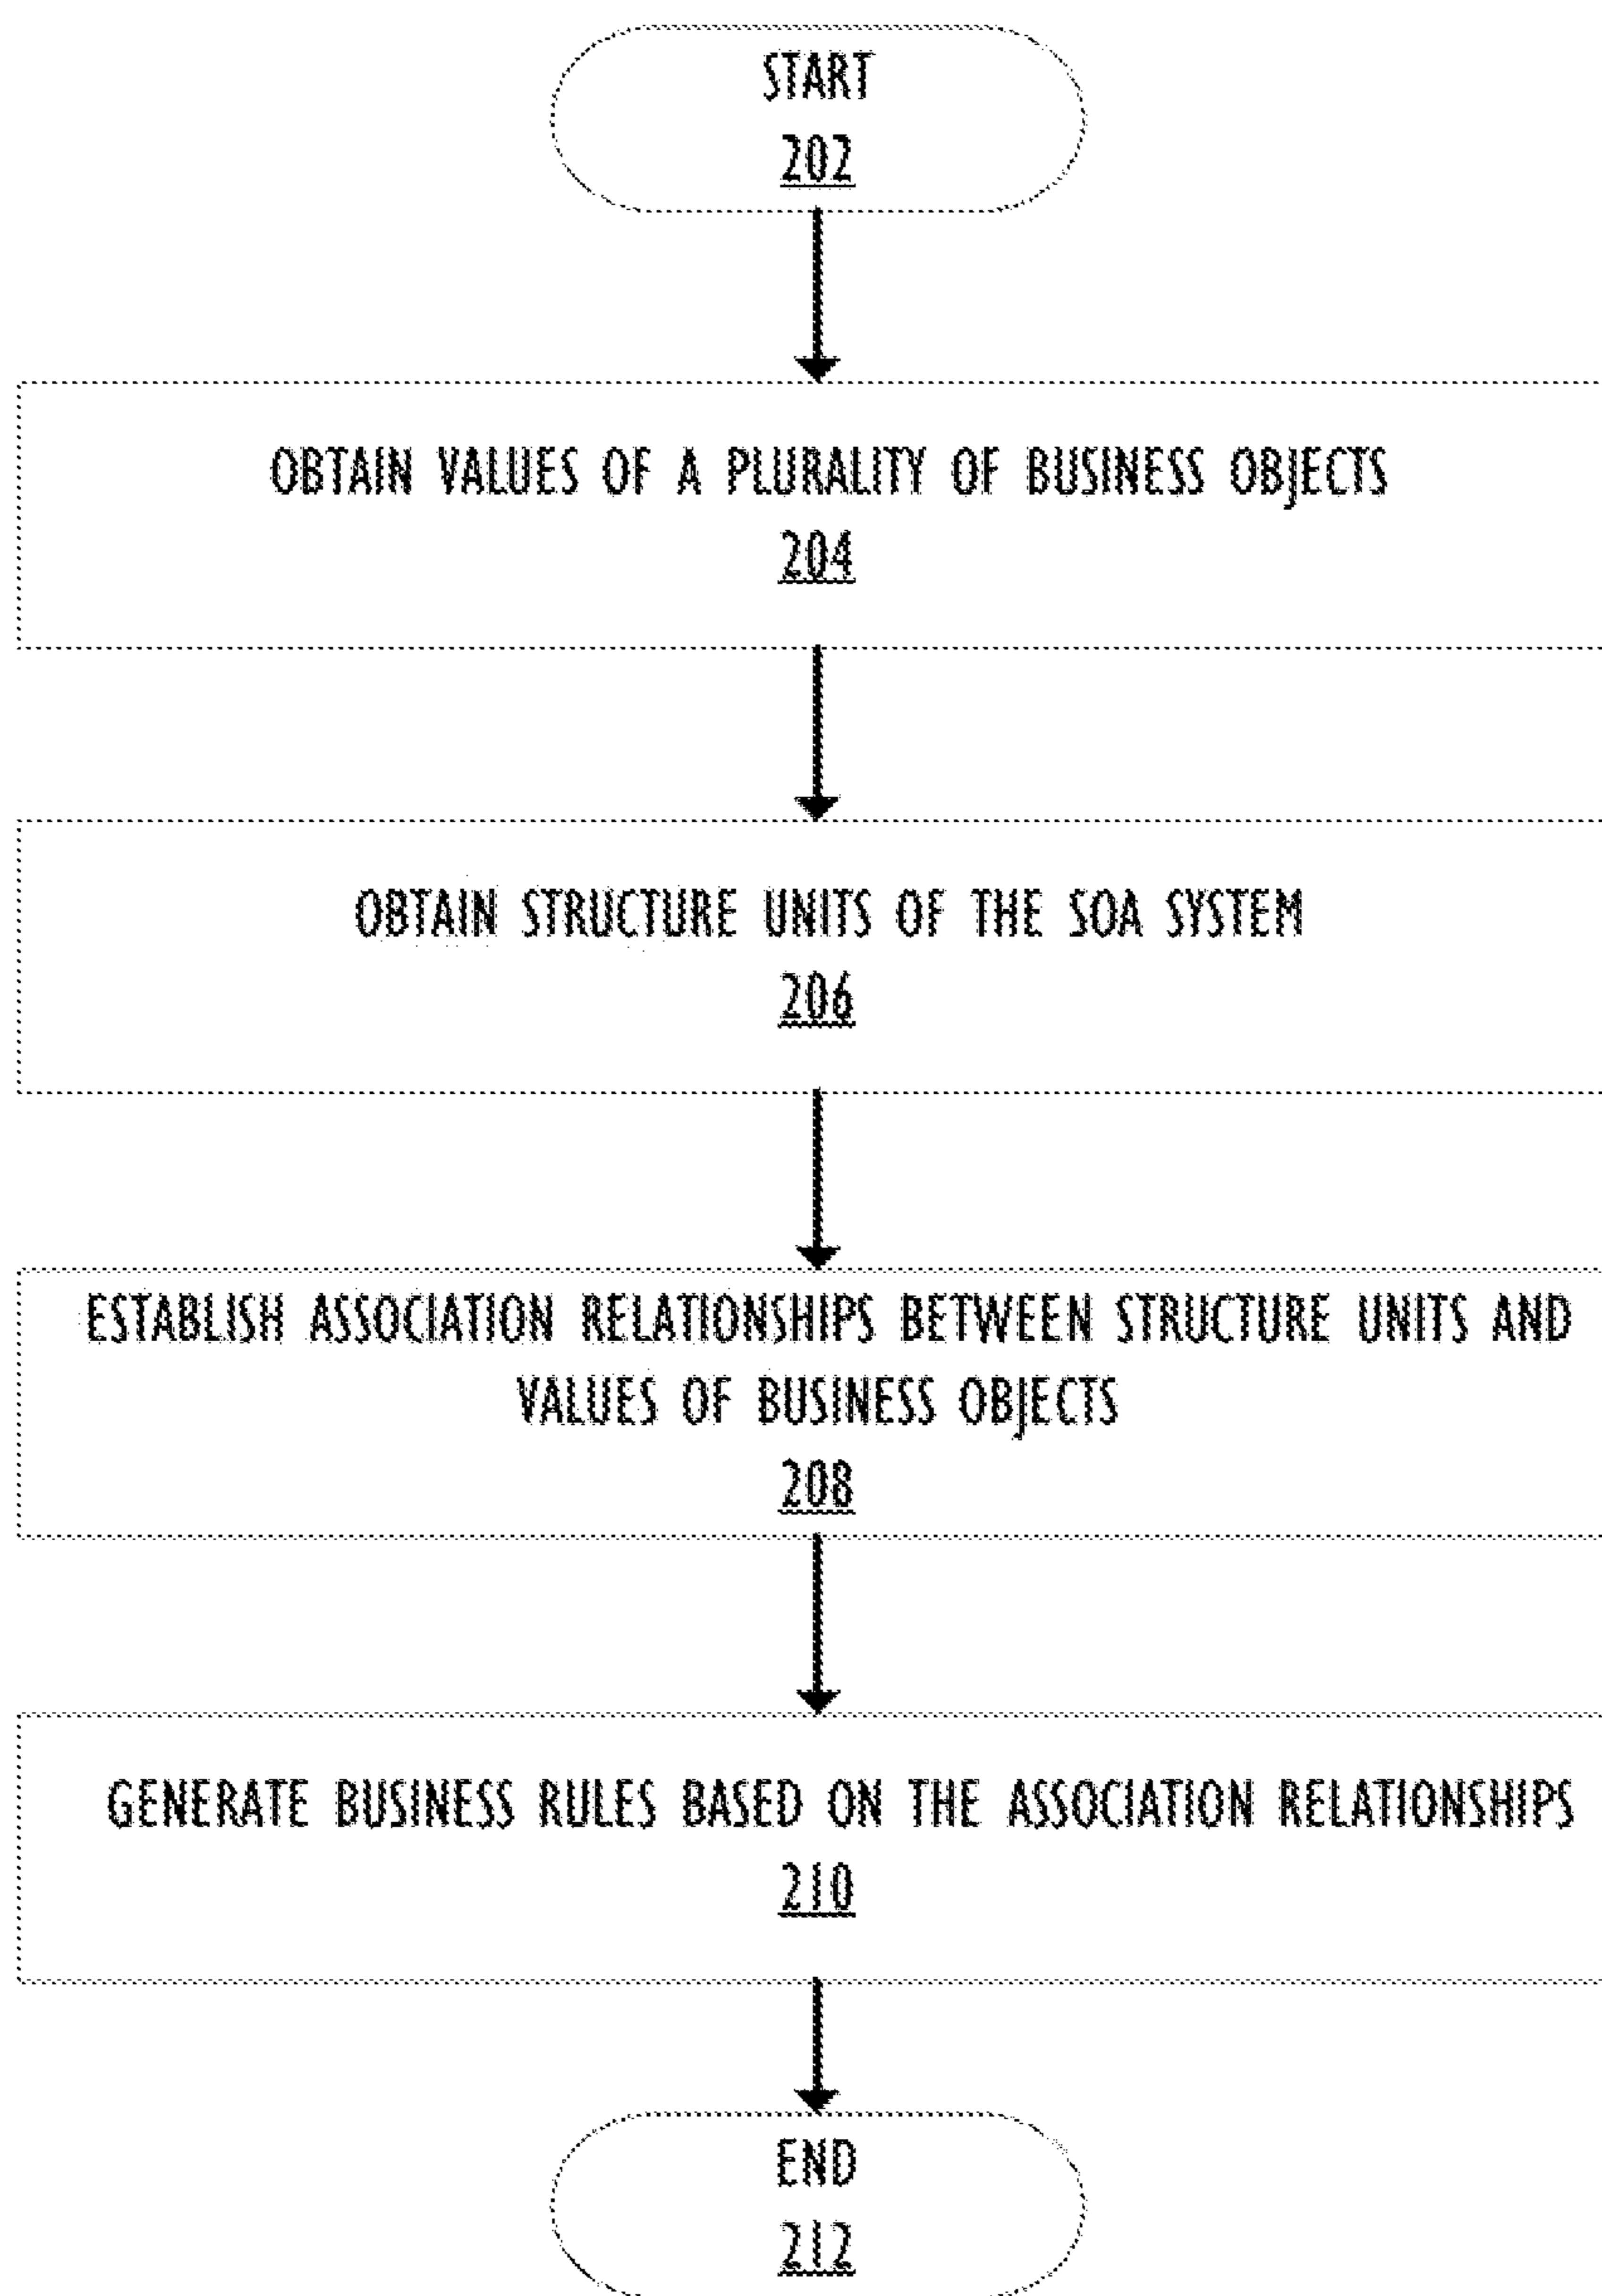 START
202
OBTAIN VALUES OF A PLURALITY OF BUSINESS OBJECTS
204
OBTAIN STRUCTURE UNITS OF THE SOA SYSTEM
206
ESTABLISH ASSOCIATION RELATIONSHIPS BETWEEN STRUCTURE UNITS AND
VALUES OF BUSINESS OBJECTS
208
GENERATE BUSINESS RULES BASED ON THE ASSOCIATION RELATIONSHIPS
210
END
212